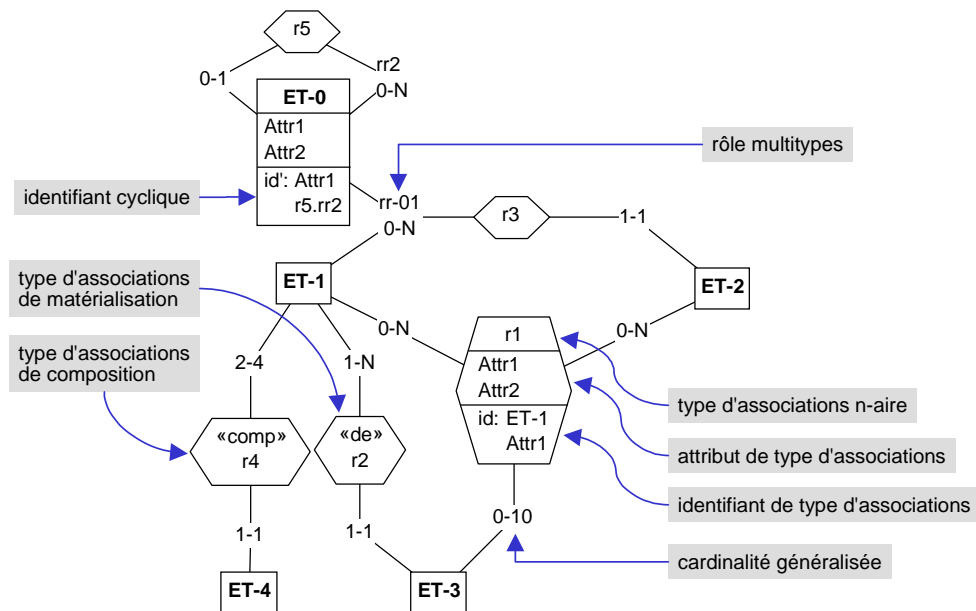 r5
0-1
rr2
0-N
ET-0
Attr1
Attr2
id': Attr1
r5.rr2
identifiant cyclique
rôle multitypes
rr-01
0-N
r3
1-1
ET-1
ET-2
type d'associations
de matérialisation
type d'associations
de composition
0-N
0-N
2-4
1-N
r1
Attr1
Attr2
id: ET-1
Attr1
«comp»
r4
«de»
r2
type d'associations n-aire
attribut de type d'associations
identifiant de type d'associations
cardinalité généralisée
1-1
1-1
0-10
ET-4
ET-3